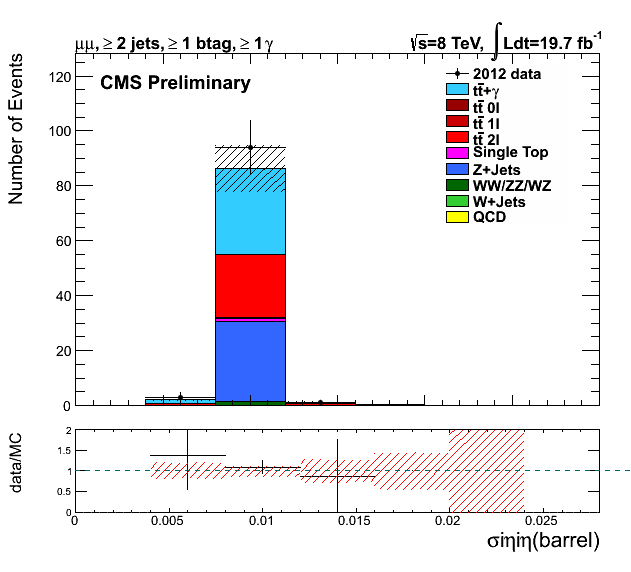 μμ, ≥ 2 jets, ≥ 1 btag, ≥ 1γ
√s=8 TeV, ∫Ldt=19.7 fb⁻¹
CMS Preliminary
Number of Events
120
100
80
60
40
20
0
2012 data
tt̄+γ
tt̄ 0l
tt̄ 1l
tt̄ 2l
Single Top
Z+Jets
WW/ZZ/WZ
W+Jets
QCD
data/MC
2
1.5
1
0.5
0
0 0.005 0.01 0.015 0.02 0.025
σiηiη(barrel)